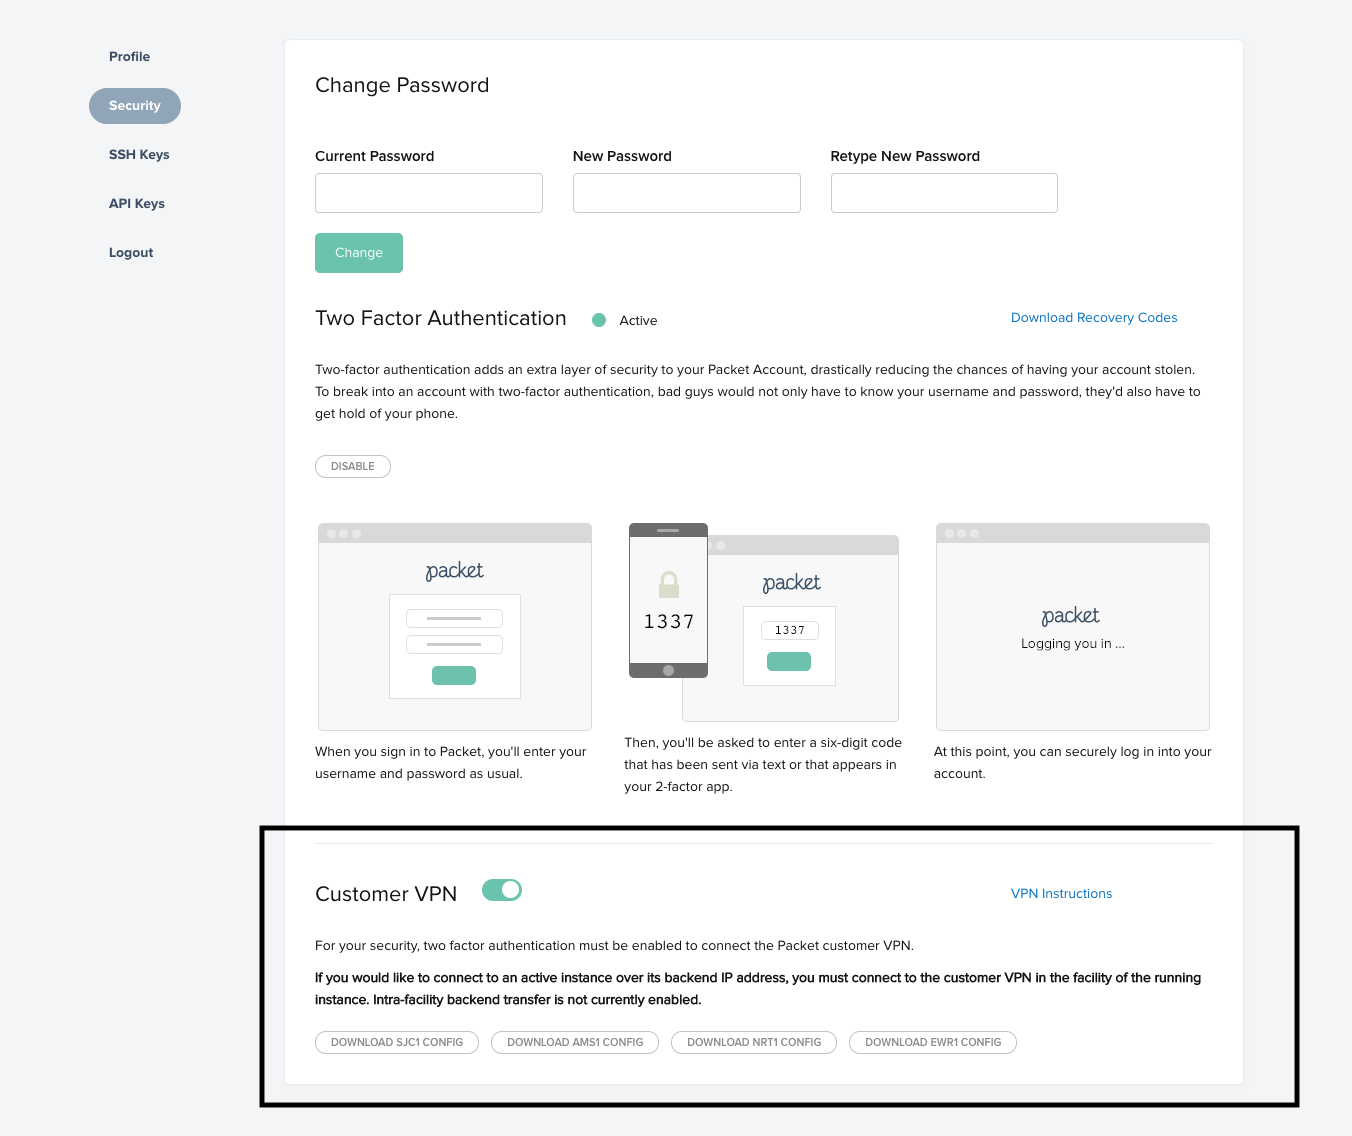 Profile
Security
SSH Keys
API Keys
Logout
Change Password
Current Password
New Password
Retype New Password
Change
Two Factor Authentication
Active
Download Recovery Codes
Two-factor authentication adds an extra layer of security to your Packet Account, drastically reducing the chances of having your account stolen.
To break into an account with two-factor authentication, bad guys would not only have to know your username and password, they'd also have to
get hold of your phone.
DISABLE
packet
1337
packet
1337
packet
Logging you in ...
When you sign in to Packet, you'll enter your
username and password as usual.
Then, you'll be asked to enter a six-digit code
that has been sent via text or that appears in
your 2-factor app.
At this point, you can securely log in into your
account.
Customer VPN
VPN Instructions
For your security, two factor authentication must be enabled to connect the Packet customer VPN.
If you would like to connect to an active instance over its backend IP address, you must connect to the customer VPN in the facility of the running
instance. Intra-facility backend transfer is not currently enabled.
DOWNLOAD SJC1 CONFIG
DOWNLOAD AMS1 CONFIG
DOWNLOAD NRT1 CONFIG
DOWNLOAD EWR1 CONFIG